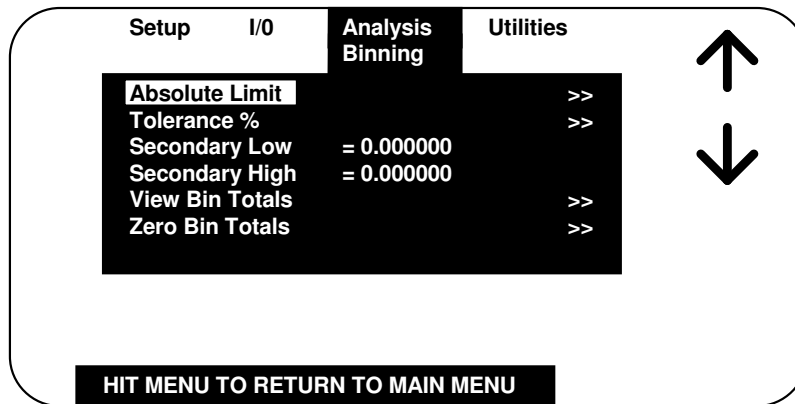 Setup I/0 Analysis Utilities
Binning
Absolute Limit >>
Tolerance % >>
Secondary Low = 0.000000
Secondary High = 0.000000
View Bin Totals >>
Zero Bin Totals >>
HIT MENU TO RETURN TO MAIN MENU